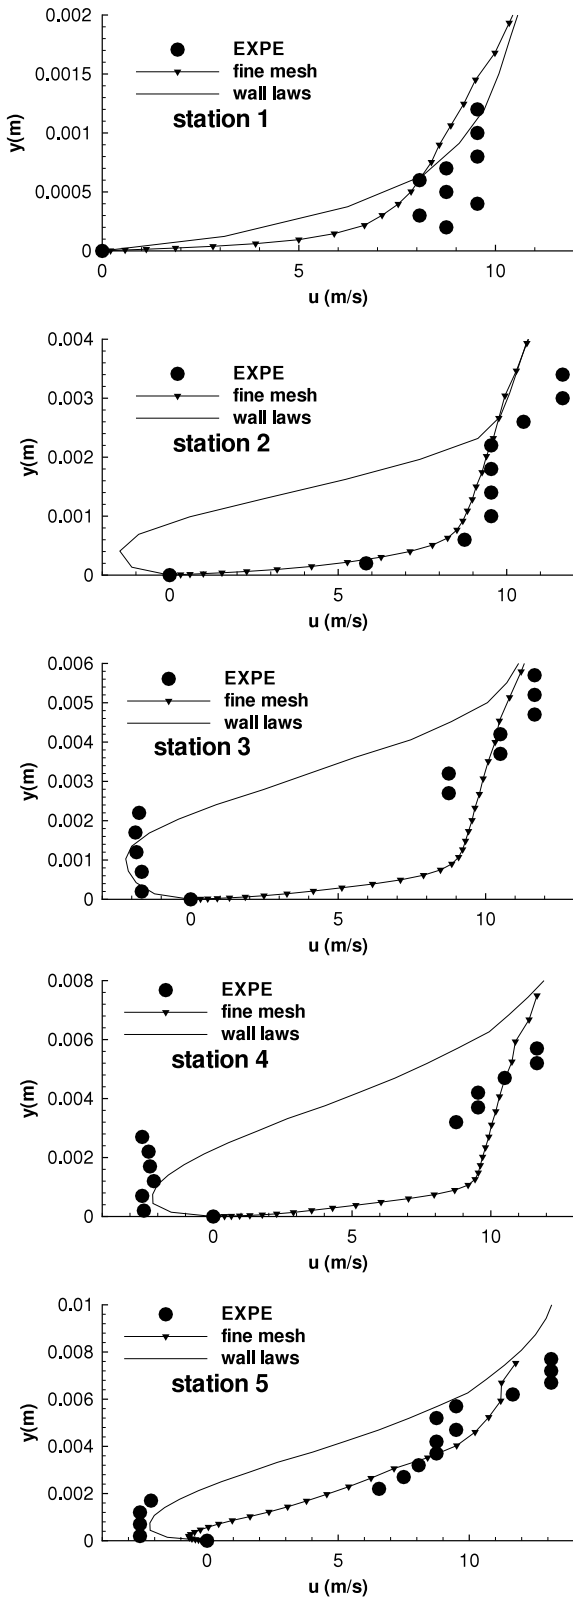 0.002
EXPE
fine mesh
wall laws
station 1
0.0015
0.001
0.0005
0
y(m)
0 5 10
u (m/s)
0.004
EXPE
fine mesh
wall laws
station 2
0.003
0.002
0.001
0
y(m)
0 5 10
u (m/s)
0.006
EXPE
fine mesh
wall laws
station 3
0.005
0.004
0.003
0.002
0.001
0
y(m)
0 5 10
u (m/s)
0.008
EXPE
fine mesh
wall laws
station 4
0.006
0.004
0.002
0
y(m)
0 5 10
u (m/s)
0.01
EXPE
fine mesh
wall laws
station 5
0.008
0.006
0.004
0.002
0
y(m)
0 5 10
u (m/s)